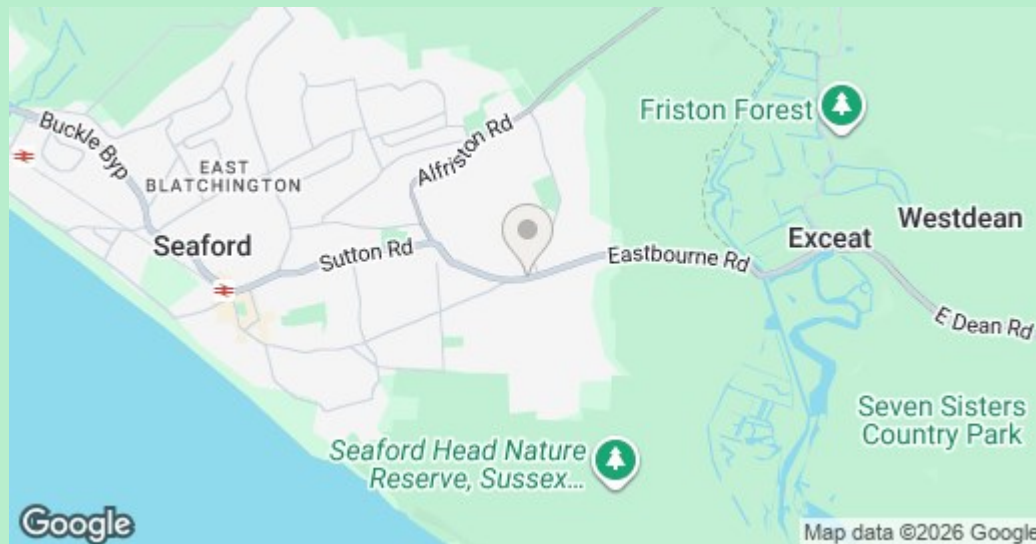 Buckle Byp
EAST
BLATCHINGTON
Seaford
Alfriston Rd
Sutton Rd
Friston Forest
Westdean
Exceat
Eastbourne Rd
E Dean Rd
Seven Sisters
Country Park
Seaford Head Nature
Reserve, Sussex...
Google
Map data ©2026 Google